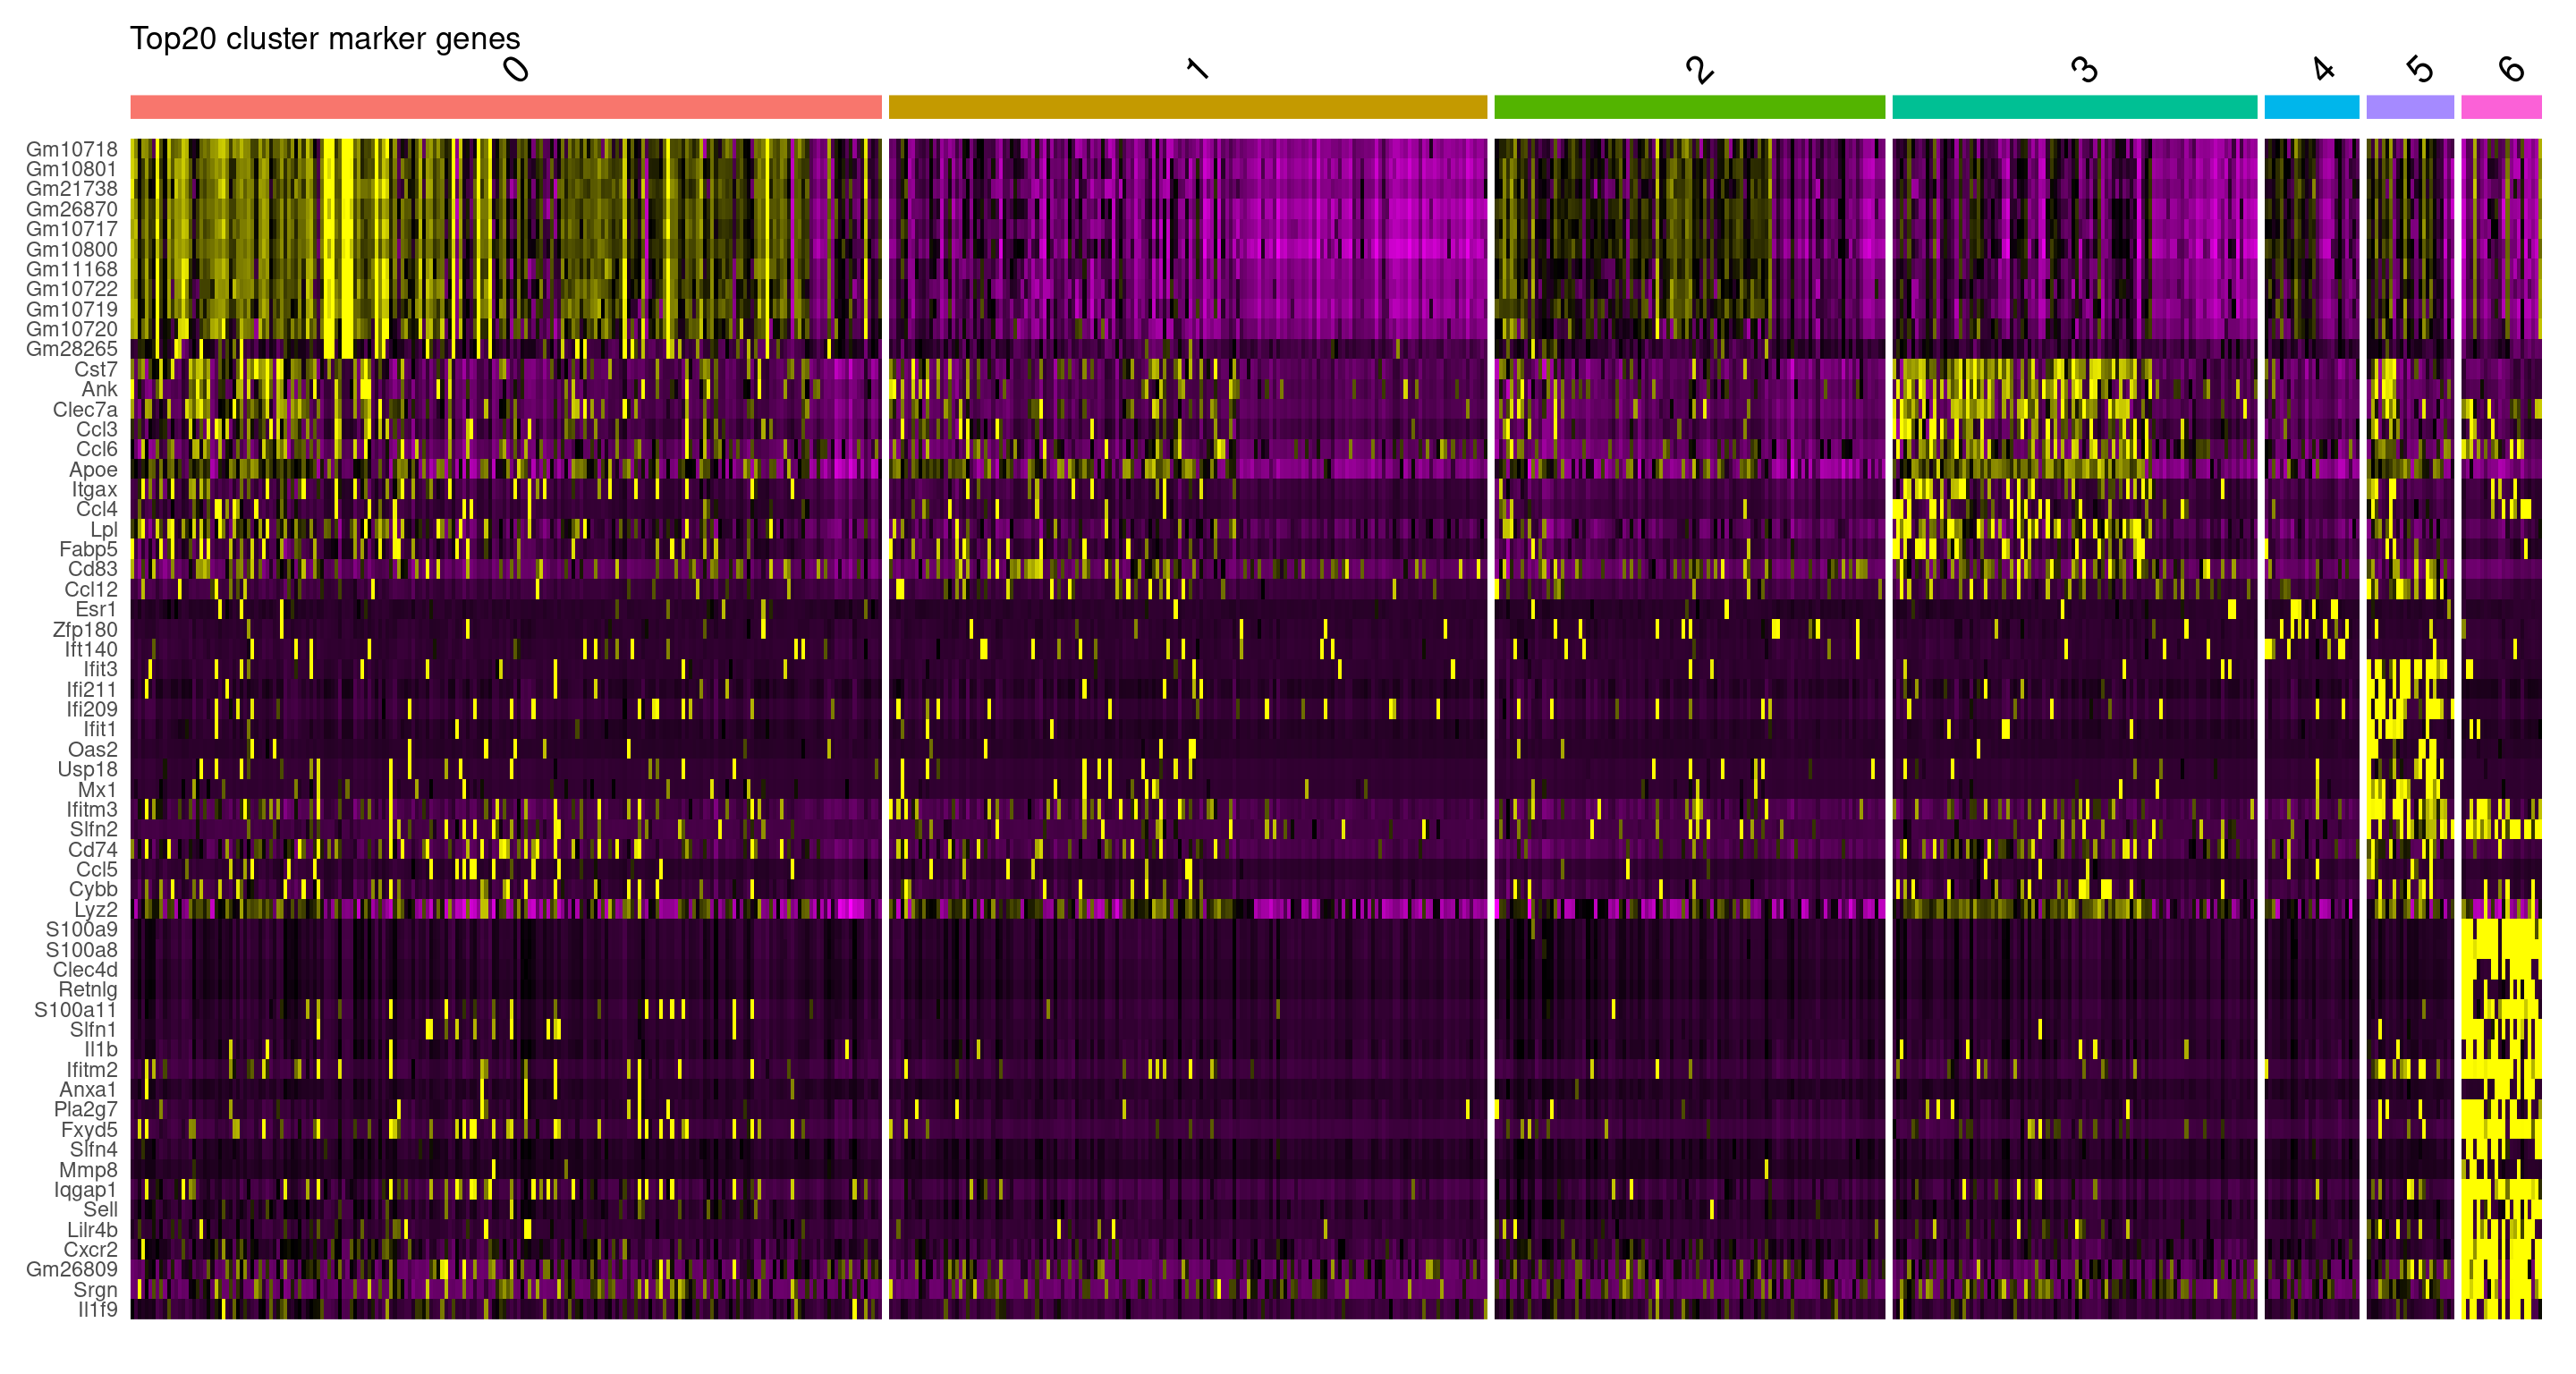 Top20 cluster marker genes
0 1 2 3 4 5 6
Gm10718
Gm10801
Gm21738
Gm26870
Gm10717
Gm10800
Gm11168
Gm10722
Gm10719
Gm10720
Gm28265
Cst7
Ank
Clec7a
Ccl3
Ccl6
Apoe
Itgax
Ccl4
Lpl
Fabp5
Cd83
Ccl12
Esr1
Zfp180
Ift140
Ifit3
Ifi211
Ifi209
Ifit1
Oas2
Usp18
Mx1
Ifitm3
Slfn2
Cd74
Ccl5
Cybb
Lyz2
S100a9
S100a8
Clec4d
Retnlg
S100a11
Slfn1
Il1b
Ifitm2
Anxa1
Pla2g7
Fxyd5
Slfn4
Mmp8
Iqgap1
Sell
Lilr4b
Cxcr2
Gm26809
Srgn
Il1f9